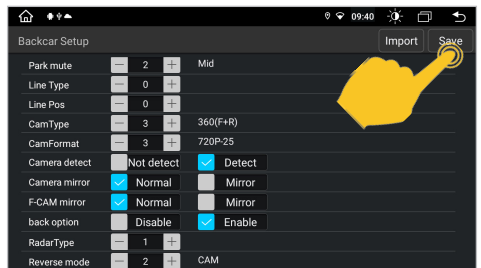 09:40
Backcar Setup Import Save
Park mute — 2 + Mid
Line Type — 0 +
Line Pos — 0 +
CamType — 3 + 360(F+R)
CamFormat — 3 + 720P-25
Camera detect Not detect Detect
Camera mirror Normal Mirror
F-CAM mirror Normal Mirror
back option Disable Enable
RadarType — 1 +
Reverse mode — 2 + CAM